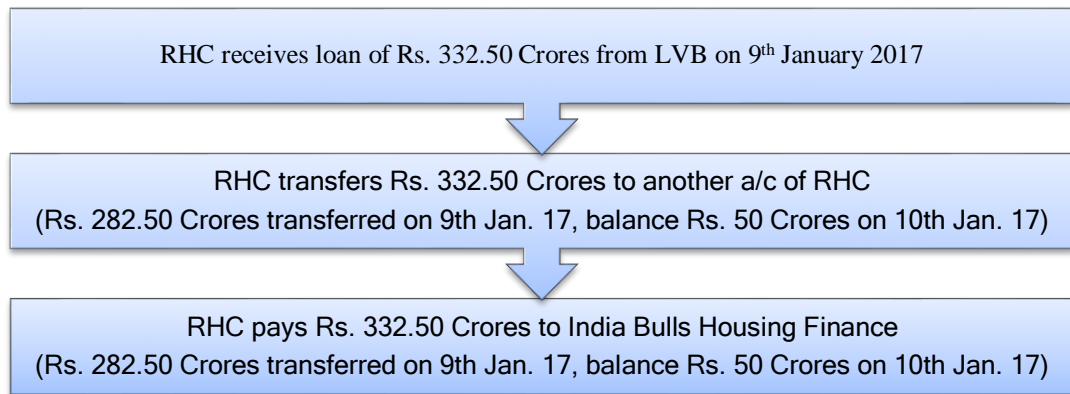 RHC receives loan of Rs. 332.50 Crores from LVB on 9th January 2017
RHC transfers Rs. 332.50 Crores to another a/c of RHC
(Rs. 282.50 Crores transferred on 9th Jan. 17, balance Rs. 50 Crores on 10th Jan. 17)
RHC pays Rs. 332.50 Crores to India Bulls Housing Finance
(Rs. 282.50 Crores transferred on 9th Jan. 17, balance Rs. 50 Crores on 10th Jan. 17)